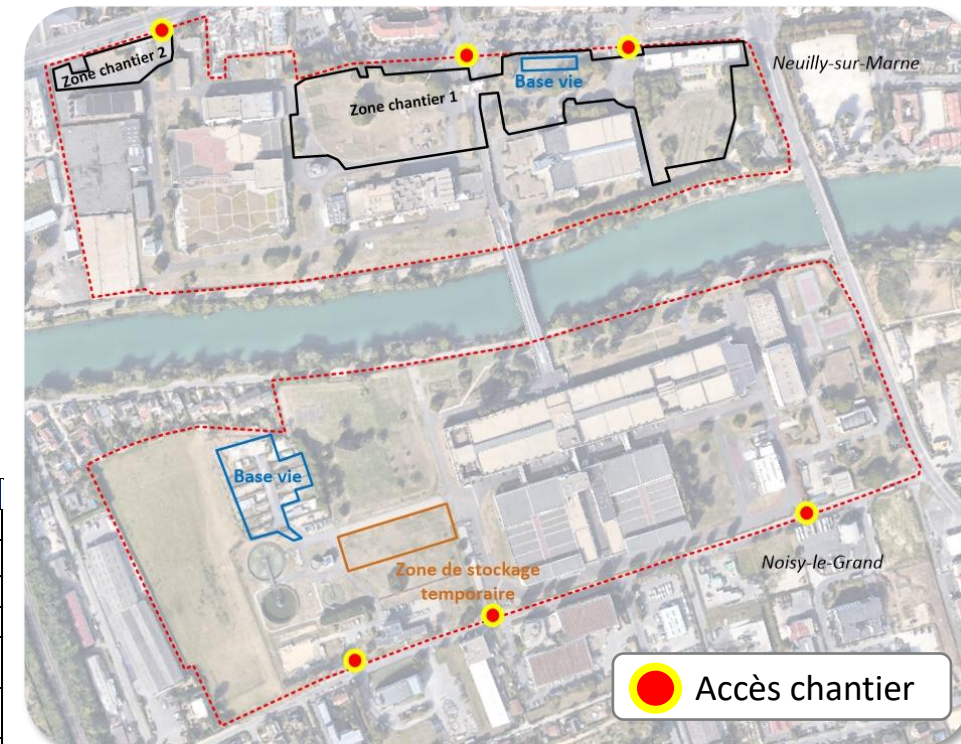 Zone chantier 2
Neuilly-sur-Marne
Base vie
Zone chantier 1
Base vie
Zone de stockage
temporaire
Noisy-le-Grand
Accès chantier